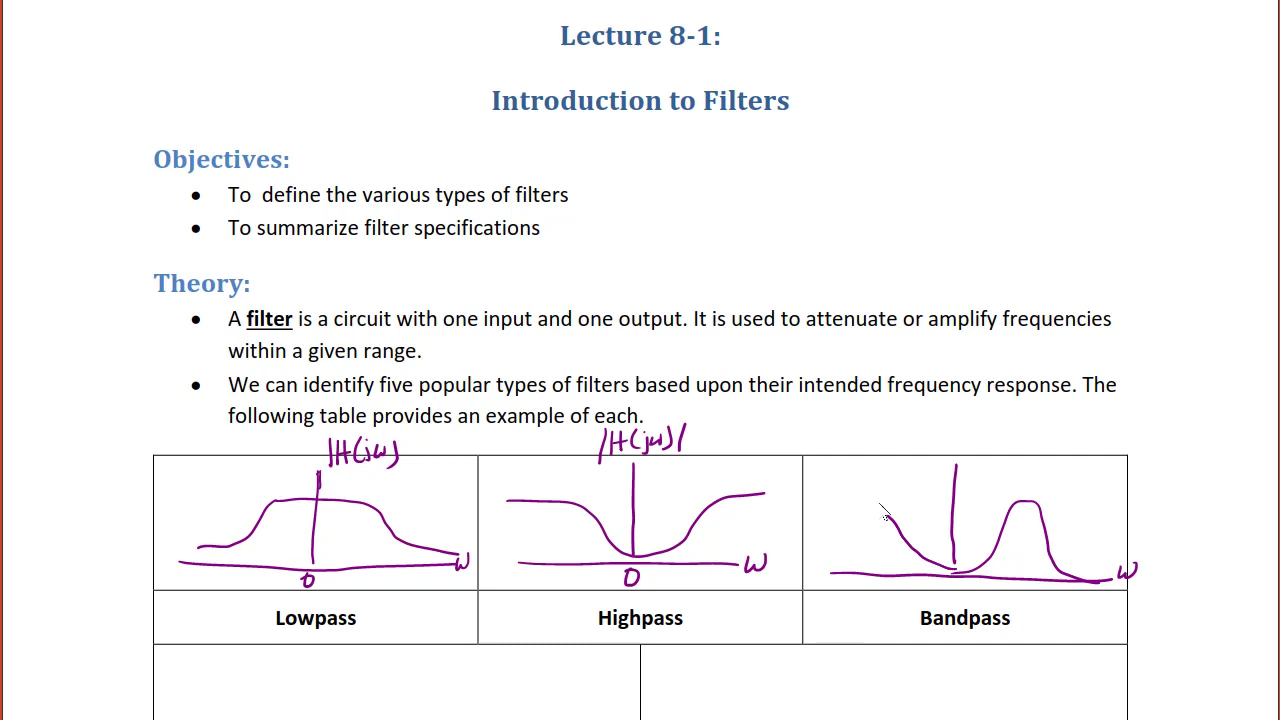 Lecture 8-1:
Introduction to Filters
Objectives:
• To define the various types of filters
• To summarize filter specifications
Theory:
• A filter is a circuit with one input and one output. It is used to attenuate or amplify frequencies
within a given range.
• We can identify five popular types of filters based upon their intended frequency response. The
following table provides an example of each.
|H(jω)
|H(jω)|
ω
ω
ω
0
0
Lowpass
Highpass
Bandpass